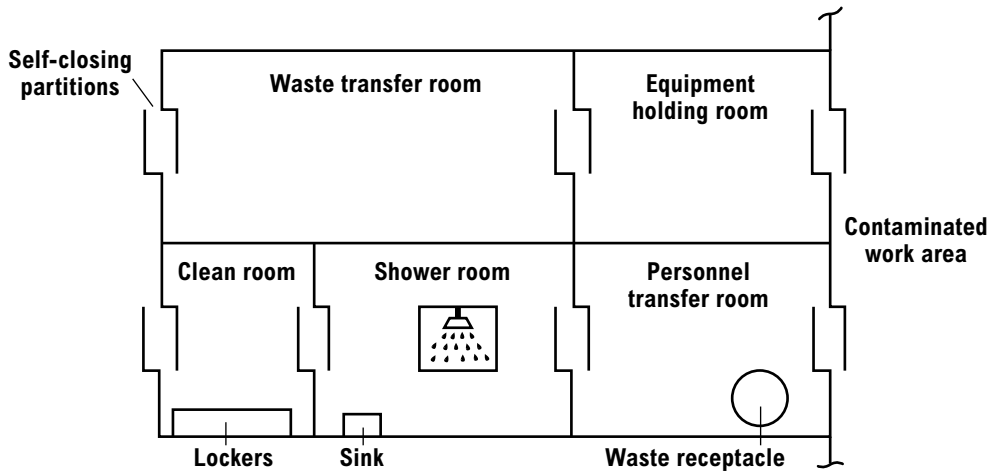 Self-closing
partitions
Waste transfer room
Equipment
holding room
Contaminated
work area
Clean room
Shower room
Personnel
transfer room
Lockers
Sink
Waste receptacle